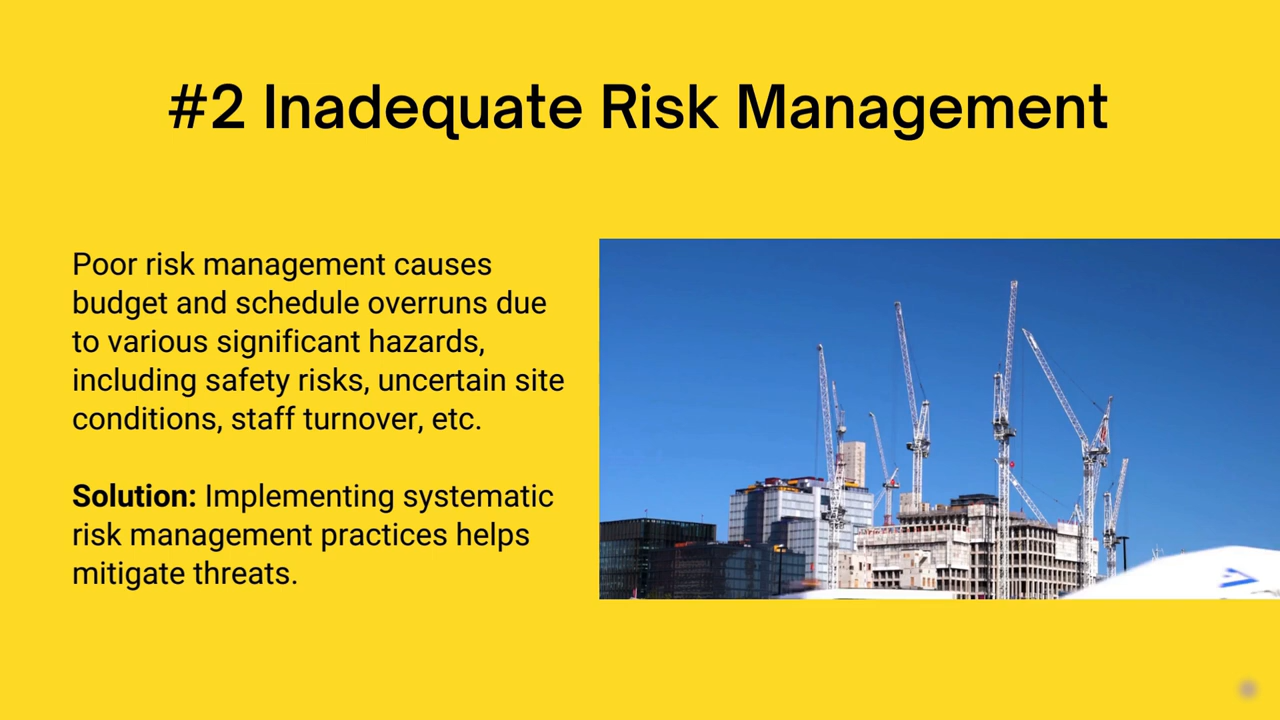 #2 Inadequate Risk Management
Poor risk management causes
budget and schedule overruns due
to various significant hazards,
including safety risks, uncertain site
conditions, staff turnover, etc.
Solution: Implementing systematic
risk management practices helps
mitigate threats.